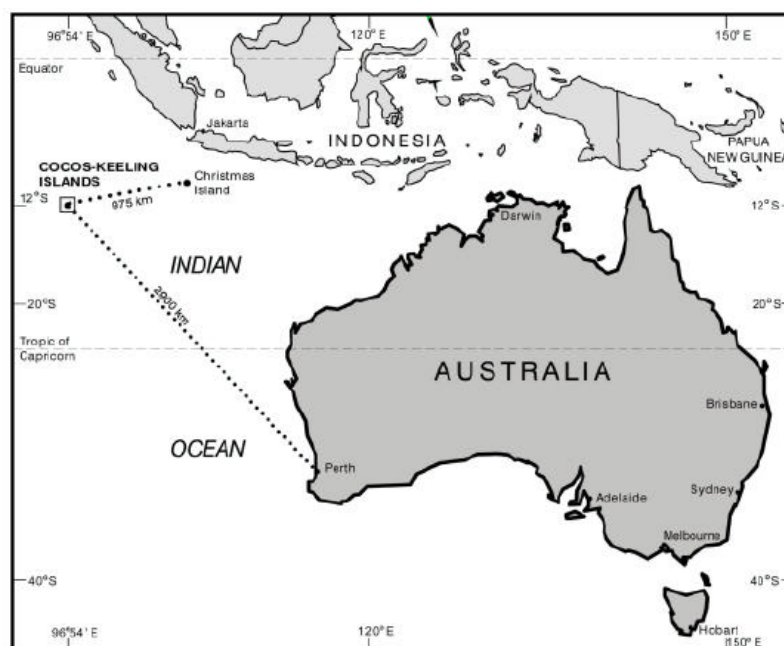 96°54' E
120°E
150°E
Equator
Jakarta
INDONESIA
PAPUA
NEW GUINEA
COCOS-KEELING
ISLANDS
Christmas
Island
975 km
12°S
12°S
Darwin
INDIAN
2900 km
20°S
20°S
Tropic of
Capricorn
AUSTRALIA
Brisbane
OCEAN
Perth
Adelaide
Sydney
Melbourne
40°S
40°S
96°54' E
120°E
Hobart
150°E